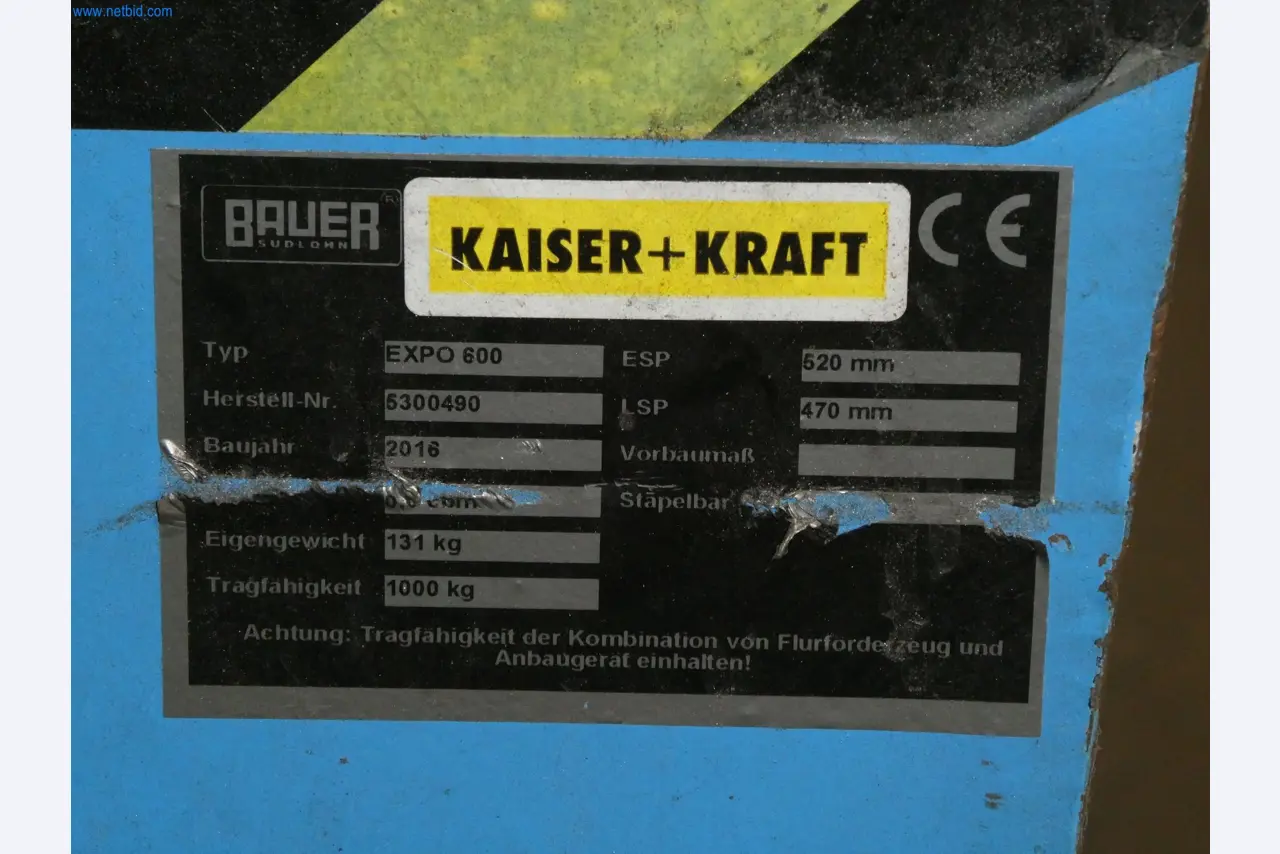 www.netbid.com
BAUER ®
SÜDLOHN
KAISER+KRAFT
CE
Typ EXPO 600 ESP 520 mm
Herstell-Nr. 5300490 LSP 470 mm
Baujahr 2016 Vorbaumaß
cbm Stapelbar
Eigengewicht 131 kg
Tragfähigkeit 1000 kg
Achtung: Tragfähigkeit der Kombination von Flurförderzeug und
Anbaugerät einhalten!